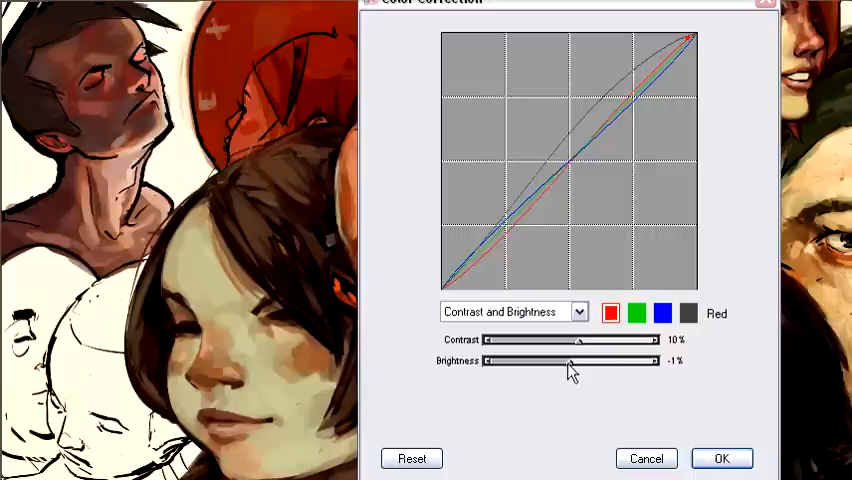 Color Correction
Contrast and Brightness
Red
Contrast
10%
Brightness
-1%
Reset
Cancel
OK